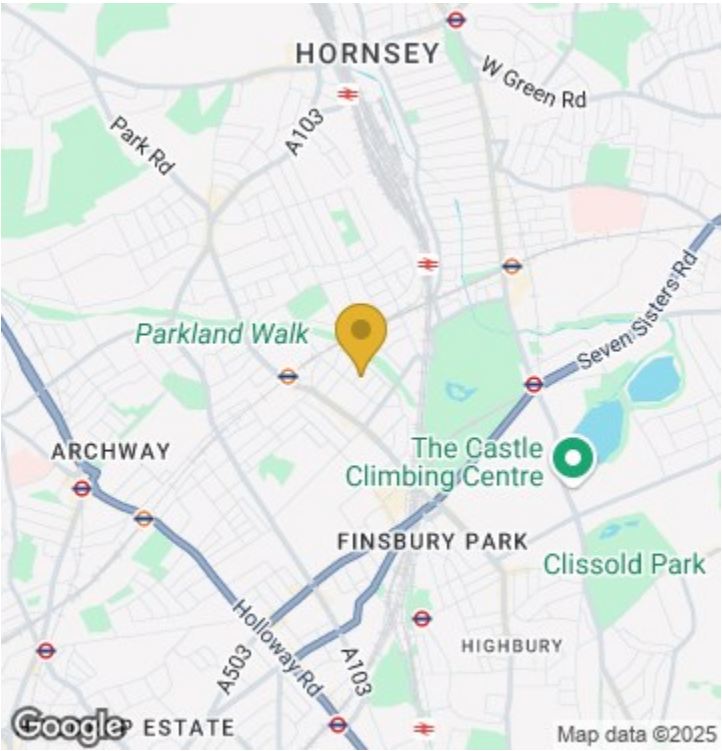 HORNSEY
W Green Rd
A103
Park Rd
Parkland Walk
Seven Sisters Rd
ARCHWAY
The Castle
Climbing Centre
FINSBURY PARK
Clissold Park
Holloway Rd
A503
A103
HIGHBURY
Google
P ESTATE
Map data ©2025